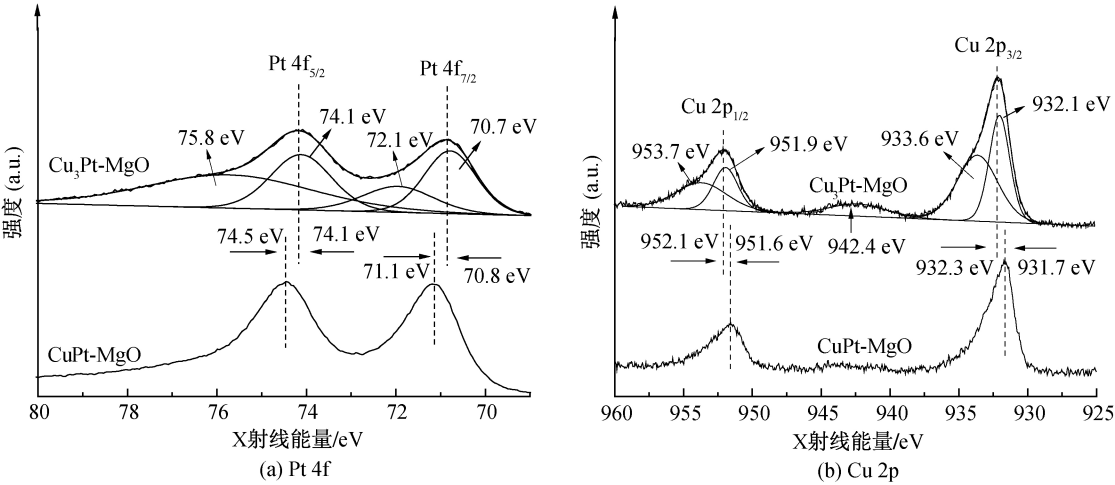 Pt 4f5/2
Pt 4f7/2
75.8 eV
74.1 eV
72.1 eV
70.7 eV
Cu3Pt-MgO
74.5 eV
74.1 eV
71.1 eV
70.8 eV
CuPt-MgO
强度 (a.u.)
80
78
76
74
72
70
X射线能量/eV
(a) Pt 4f
Cu 2p3/2
Cu 2p1/2
932.1 eV
933.6 eV
953.7 eV
951.9 eV
Cu3Pt-MgO
942.4 eV
952.1 eV
951.6 eV
932.3 eV
931.7 eV
CuPt-MgO
强度 (a.u.)
960
955
950
945
940
935
930
925
X射线能量/eV
(b) Cu 2p